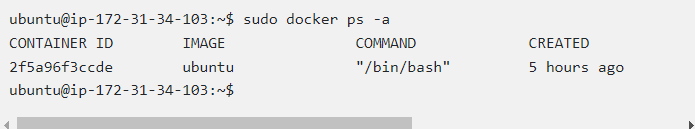 ubuntu@ip-172-31-34-103:~$ sudo docker ps -a
CONTAINER ID        IMAGE               COMMAND             CREATED
2f5a96f3ccde        ubuntu              "/bin/bash"         5 hours ago
ubuntu@ip-172-31-34-103:~$